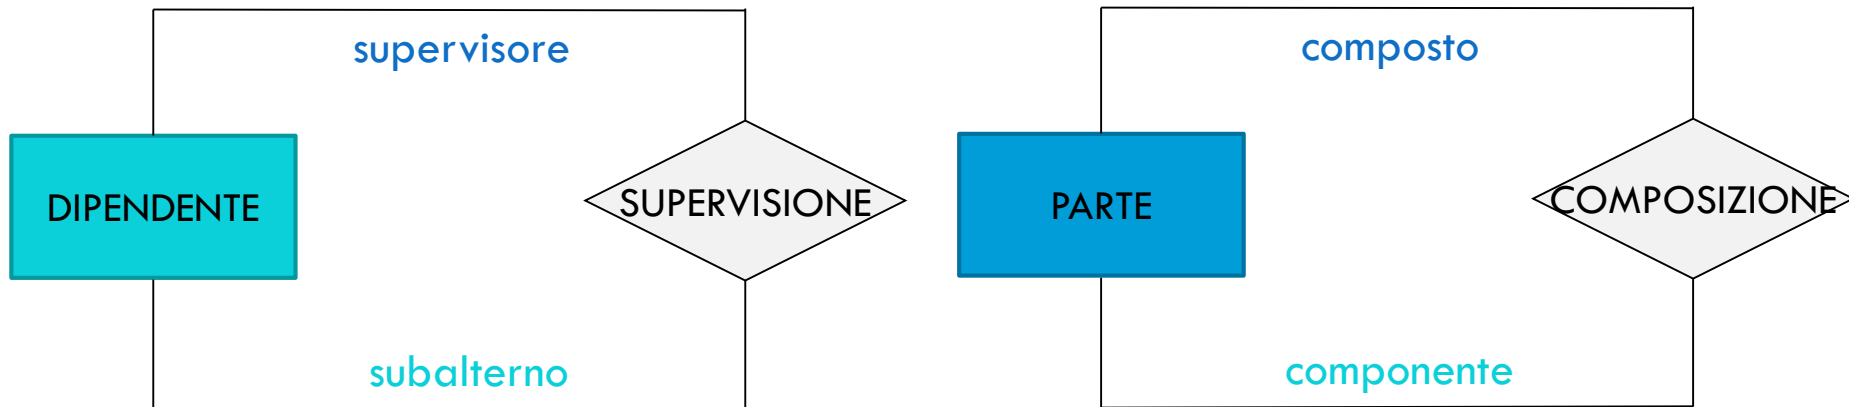 supervisore
DIPENDENTE
SUPERVISIONE
subalterno
composto
PARTE
COMPOSIZIONE
componente